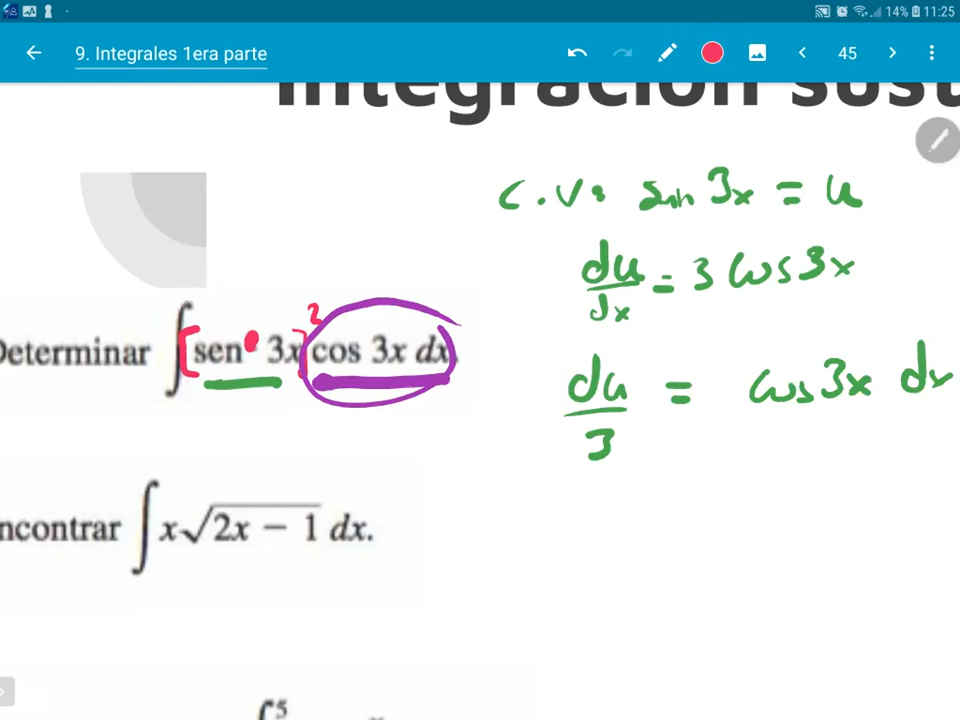 14% 11:25
9. Integrales 1era parte
45
Integración sust
C.V: sen 3x = u
du/dx = 3 cos 3x
Determinar ∫ [sen 3x]² cos 3x dx.
du/3 = cos 3x dx
ncontrar ∫ x√(2x − 1) dx.
∫⁵